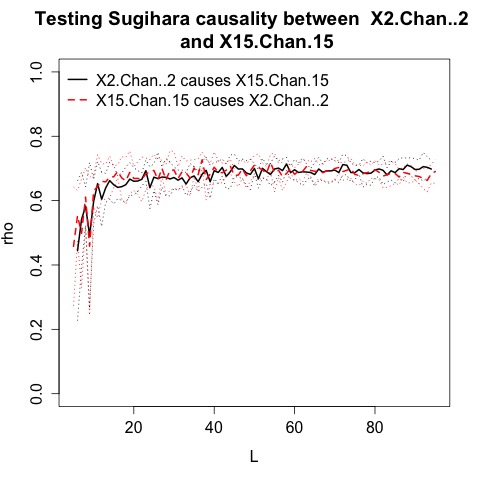 Testing Sugihara causality between  X2.Chan..2
and X15.Chan.15
X2.Chan..2 causes X15.Chan.15
X15.Chan.15 causes X2.Chan..2
rho
1.0
0.8
0.6
0.4
0.2
0.0
20 40 60 80
L